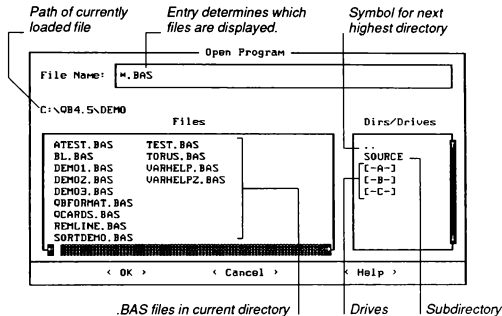 Path of currently loaded file
Entry determines which files are displayed.
Symbol for next highest directory
Open Program
File Name: *.BAS
C:\QB4.5\DEMO
Files
Dirs/Drives
ATEST.BAS TEST.BAS
BL.BAS TORUS.BAS
DEMO1.BAS VARHELP.BAS
DEMO2.BAS VARHELP2.BAS
DEMO3.BAS
QBFORMAT.BAS
QCARDS.BAS
REMLINE.BAS
SORTDEMO.BAS
..
SOURCE
[-A-]
[-B-]
[-C-]
< OK > < Cancel > < Help >
.BAS files in current directory
Drives
Subdirectory